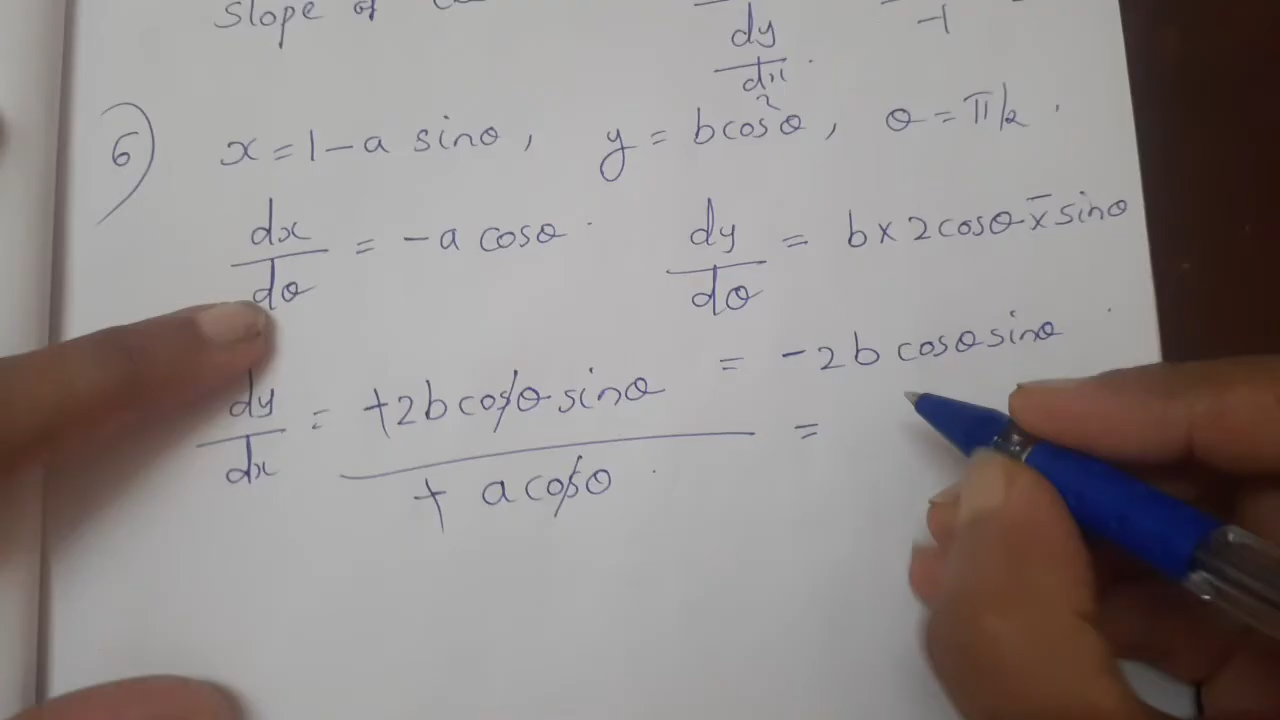 Slope of
dy/dx. -1
6) x = 1 - a sinθ, y = b cos²θ, θ = π/2.
dx/dθ = -a cosθ. dy/dθ = b × 2cosθ × - sinθ
= -2b cosθ sinθ
dy/dx = +2b cosθ sinθ / + a cosθ. =